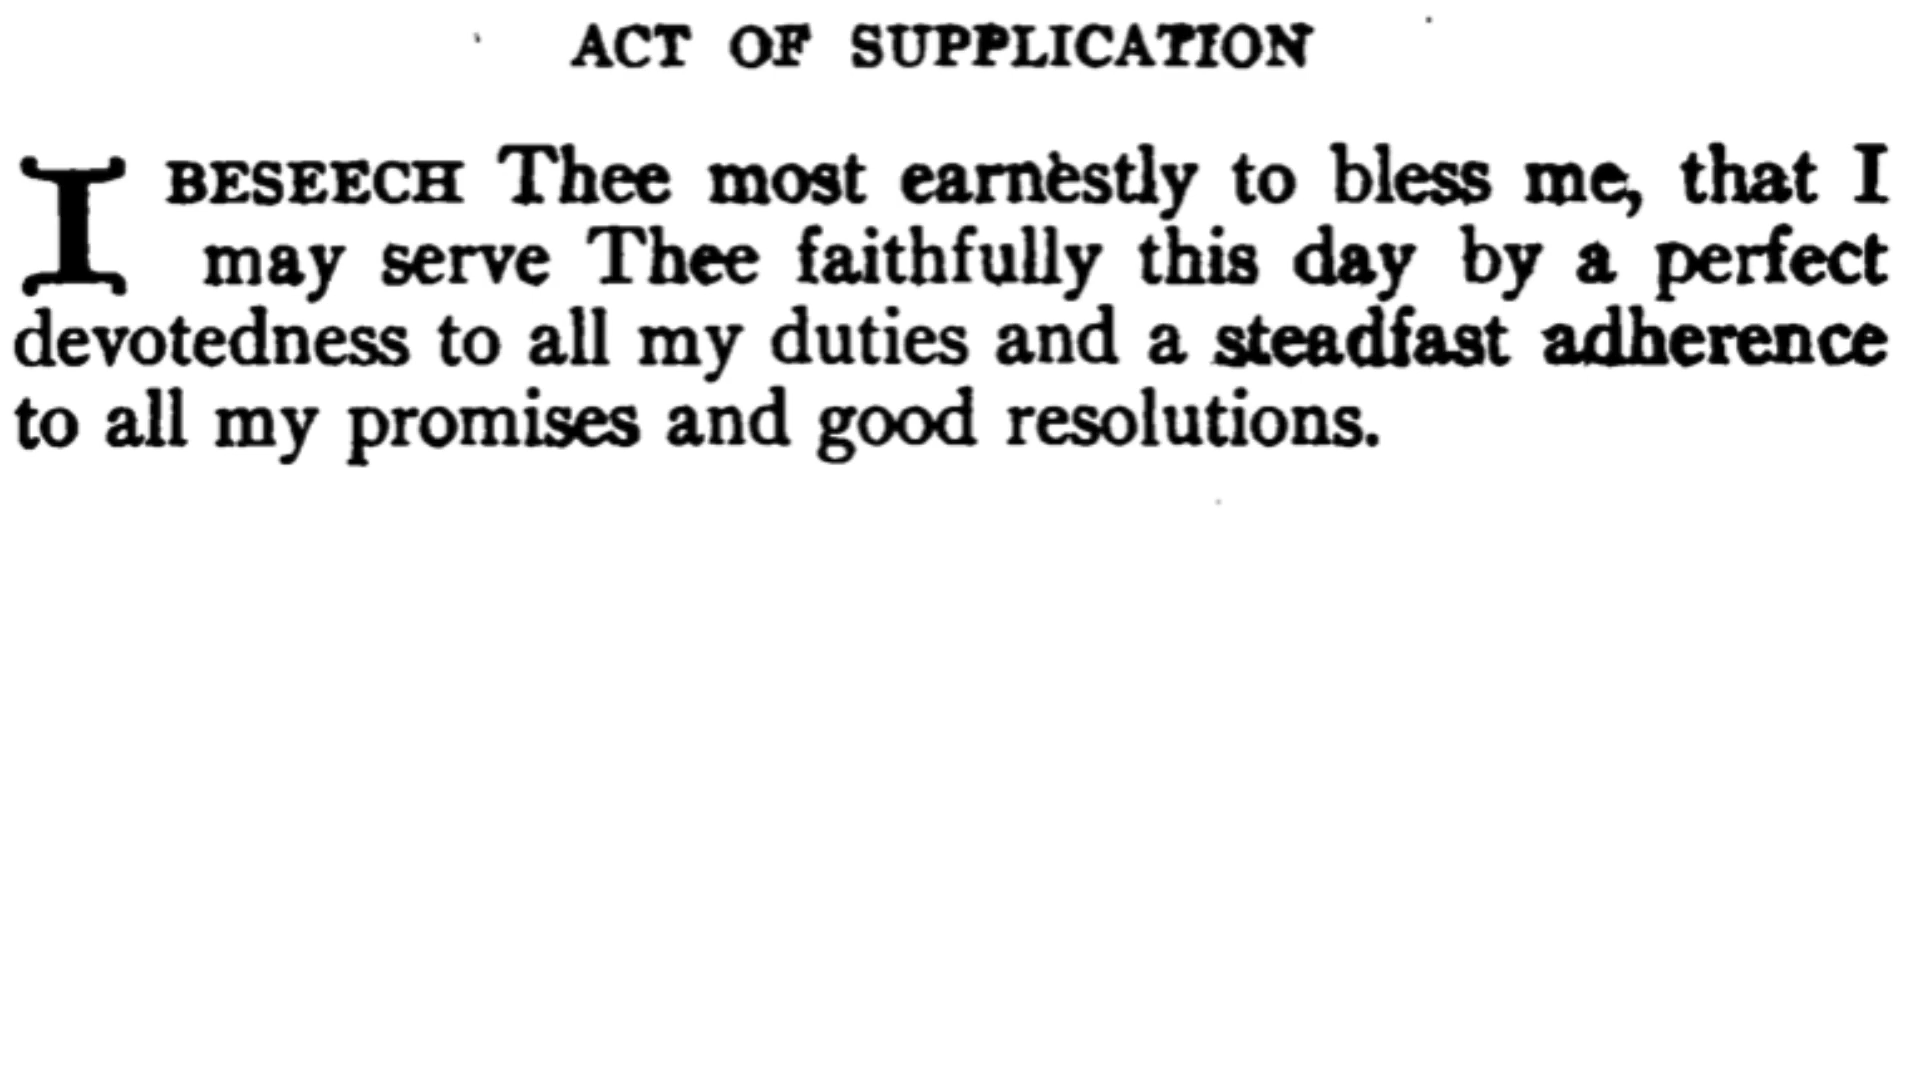 ACT OF SUPPLICATION
I BESEECH Thee most earnestly to bless me, that I
may serve Thee faithfully this day by a perfect
devotedness to all my duties and a steadfast adherence
to all my promises and good resolutions.